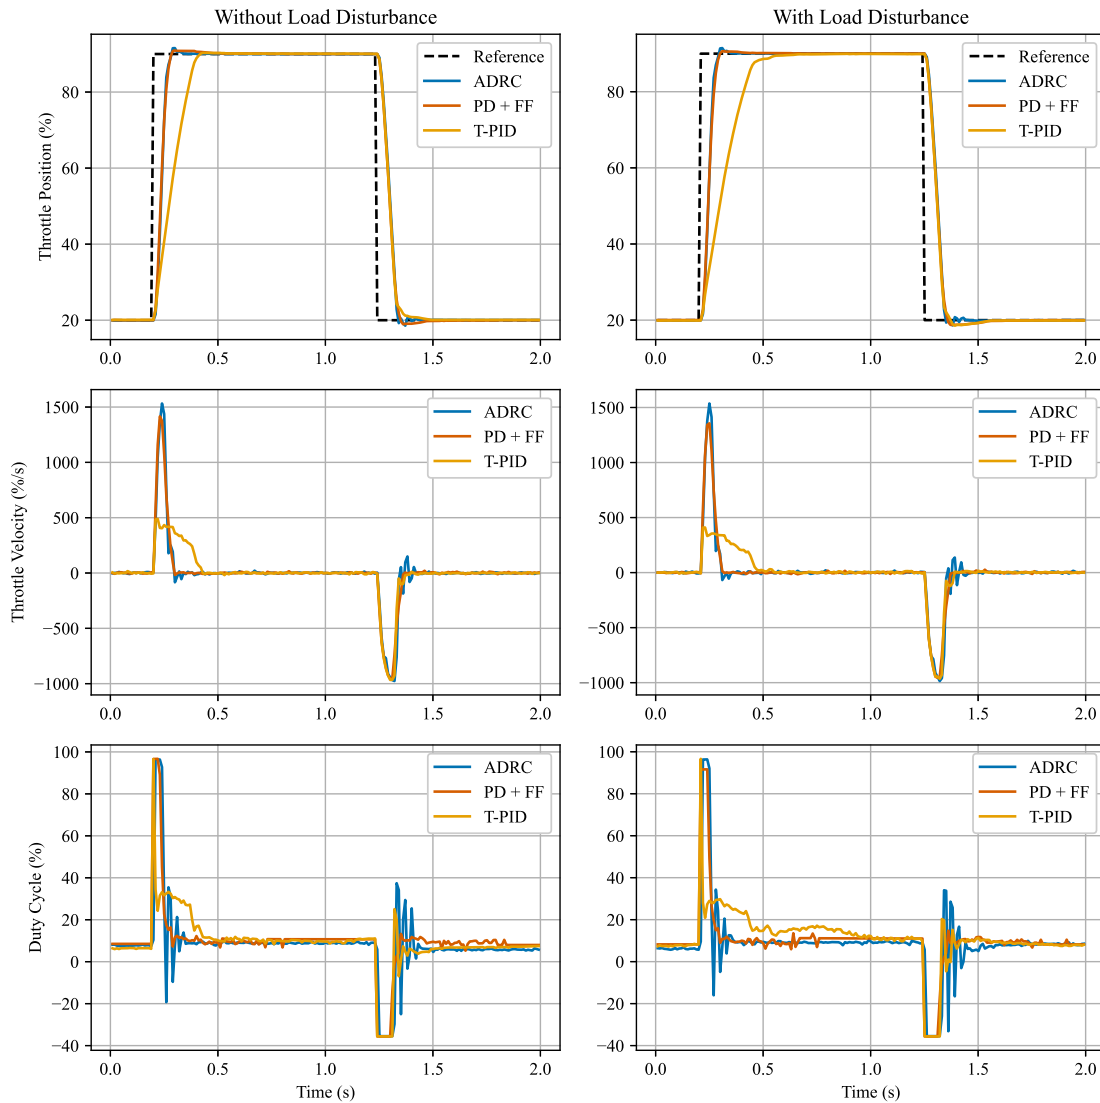 Without Load Disturbance
With Load Disturbance
Throttle Position (%)
80
60
40
20
0.0 0.5 1.0 1.5 2.0
Reference
ADRC
PD + FF
T-PID
80
60
40
20
0.0 0.5 1.0 1.5 2.0
Reference
ADRC
PD + FF
T-PID
Throttle Velocity (%/s)
1500
1000
500
0
−500
−1000
0.0 0.5 1.0 1.5 2.0
ADRC
PD + FF
T-PID
1500
1000
500
0
−500
−1000
0.0 0.5 1.0 1.5 2.0
ADRC
PD + FF
T-PID
Duty Cycle (%)
100
80
60
40
20
0
−20
−40
0.0 0.5 1.0 1.5 2.0
Time (s)
ADRC
PD + FF
T-PID
100
80
60
40
20
0
−20
−40
0.0 0.5 1.0 1.5 2.0
Time (s)
ADRC
PD + FF
T-PID